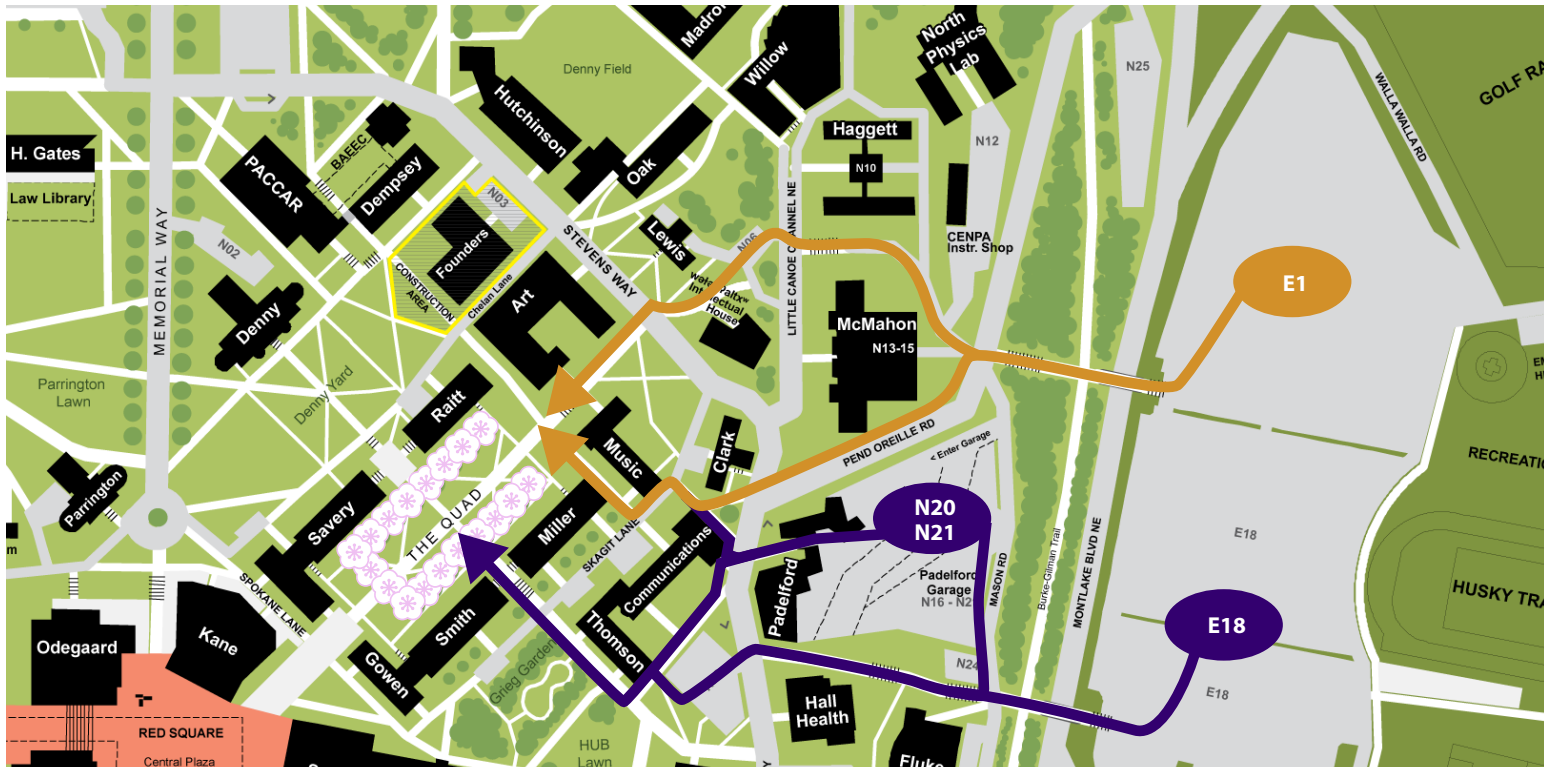 Madro
Willow
North
Physics
Lab
N25
WALLA WALLA RD
GOLF RA
Denny Field
Hutchinson
Haggett
N12
H. Gates
BAEEC
PACCAR
Dempsey
Oak
N10
Law Library
N03
MEMORIAL WAY
N02
Founders
STEVENS WAY
Lewis
N06
LITTLE CANOE CHANNEL NE
CENPA
Instr. Shop
CONSTRUCTION
AREA
Chelan Lane
Art
Intellectual
House
E1
Denny
McMahon
N13-15
Parrington
Lawn
Denny Yard
Raitt
Music
Clark
PEND OREILLE RD
< Enter Garage
RECREATIO
Parrington
m
Savery
THE QUAD
Miller
SKAGIT LANE
Communications
N20
N21
Padelford
Padelford
Garage
N16 - N2
MASON RD
Burke-Gilman Trail
MONTLAKE BLVD NE
E18
HUSKY TRA
SPOKANE LANE
Odegaard
Kane
Smith
Gowen
Thomson
Grieg Garden
E18
N24
E18
Hall
Health
RED SQUARE
Central Plaza
HUB
Lawn
Fluke